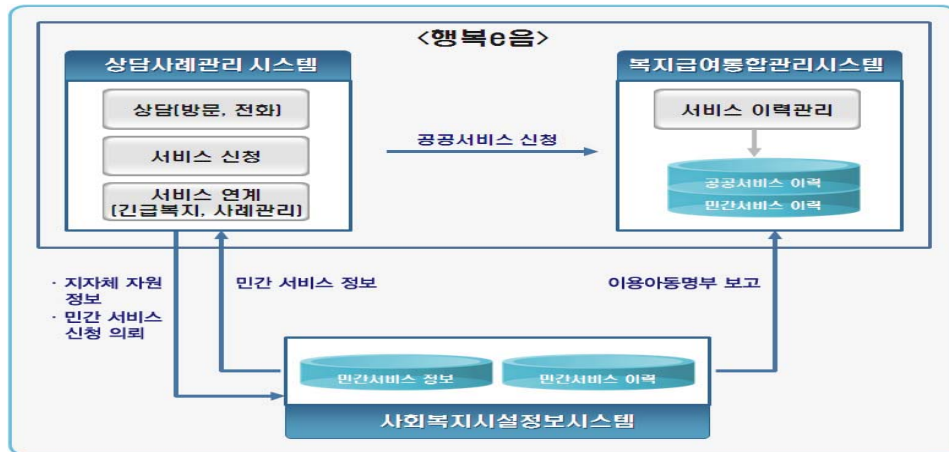 <행복e음>
상담사례관리 시스템
상담(방문, 전화)
서비스 신청
서비스 연계
(긴급복지, 사례관리)
공공서비스 신청
복지급여통합관리시스템
서비스 이력관리
공공서비스 이력
민간서비스 이력
· 지자체 자원
정보
· 민간 서비스
신청 의뢰
민간 서비스 정보
이용아동명부 보고
민간서비스 정보
민간서비스 이력
사회복지시설정보시스템